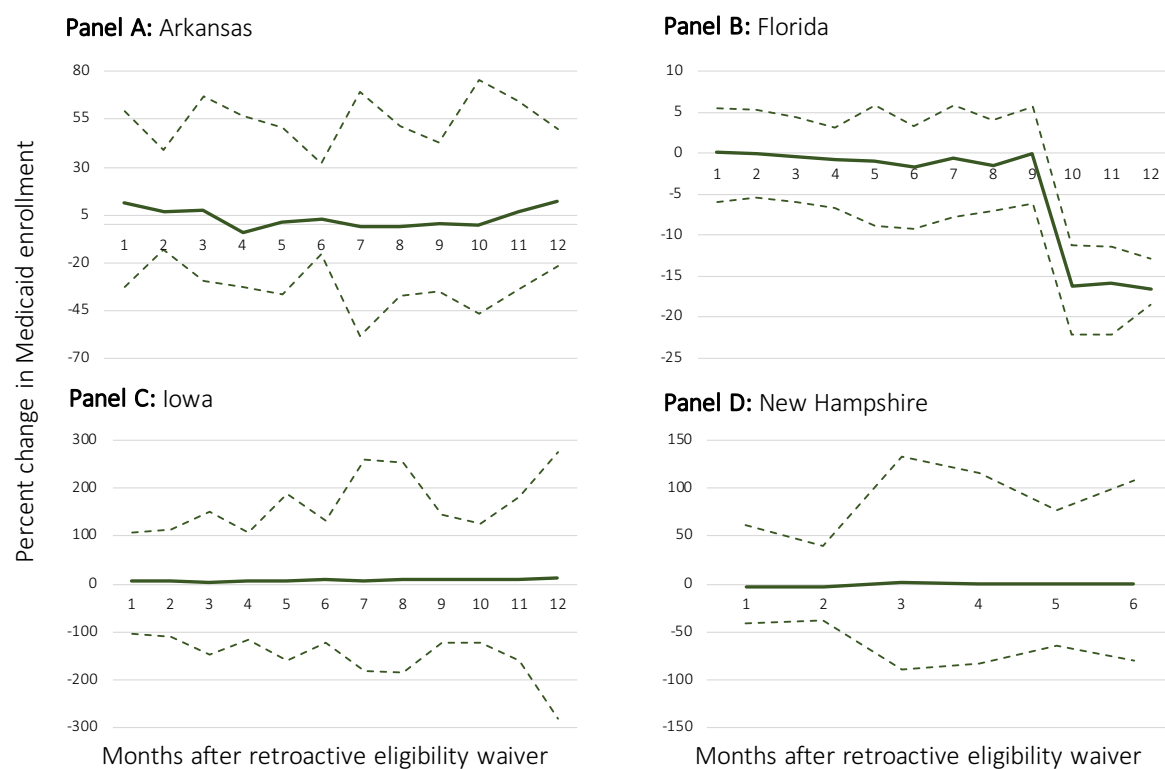 Percent change in Medicaid enrollment
Panel A: Arkansas
80
55
30
5
-20
-45
-70
1 2 3 4 5 6 7 8 9 10 11 12
Panel B: Florida
10
5
0
-5
-10
-15
-20
-25
1 2 3 4 5 6 7 8 9 10 11 12
Panel C: Iowa
300
200
100
0
-100
-200
-300
1 2 3 4 5 6 7 8 9 10 11 12
Months after retroactive eligibility waiver
Panel D: New Hampshire
150
100
50
0
-50
-100
-150
1 2 3 4 5 6
Months after retroactive eligibility waiver